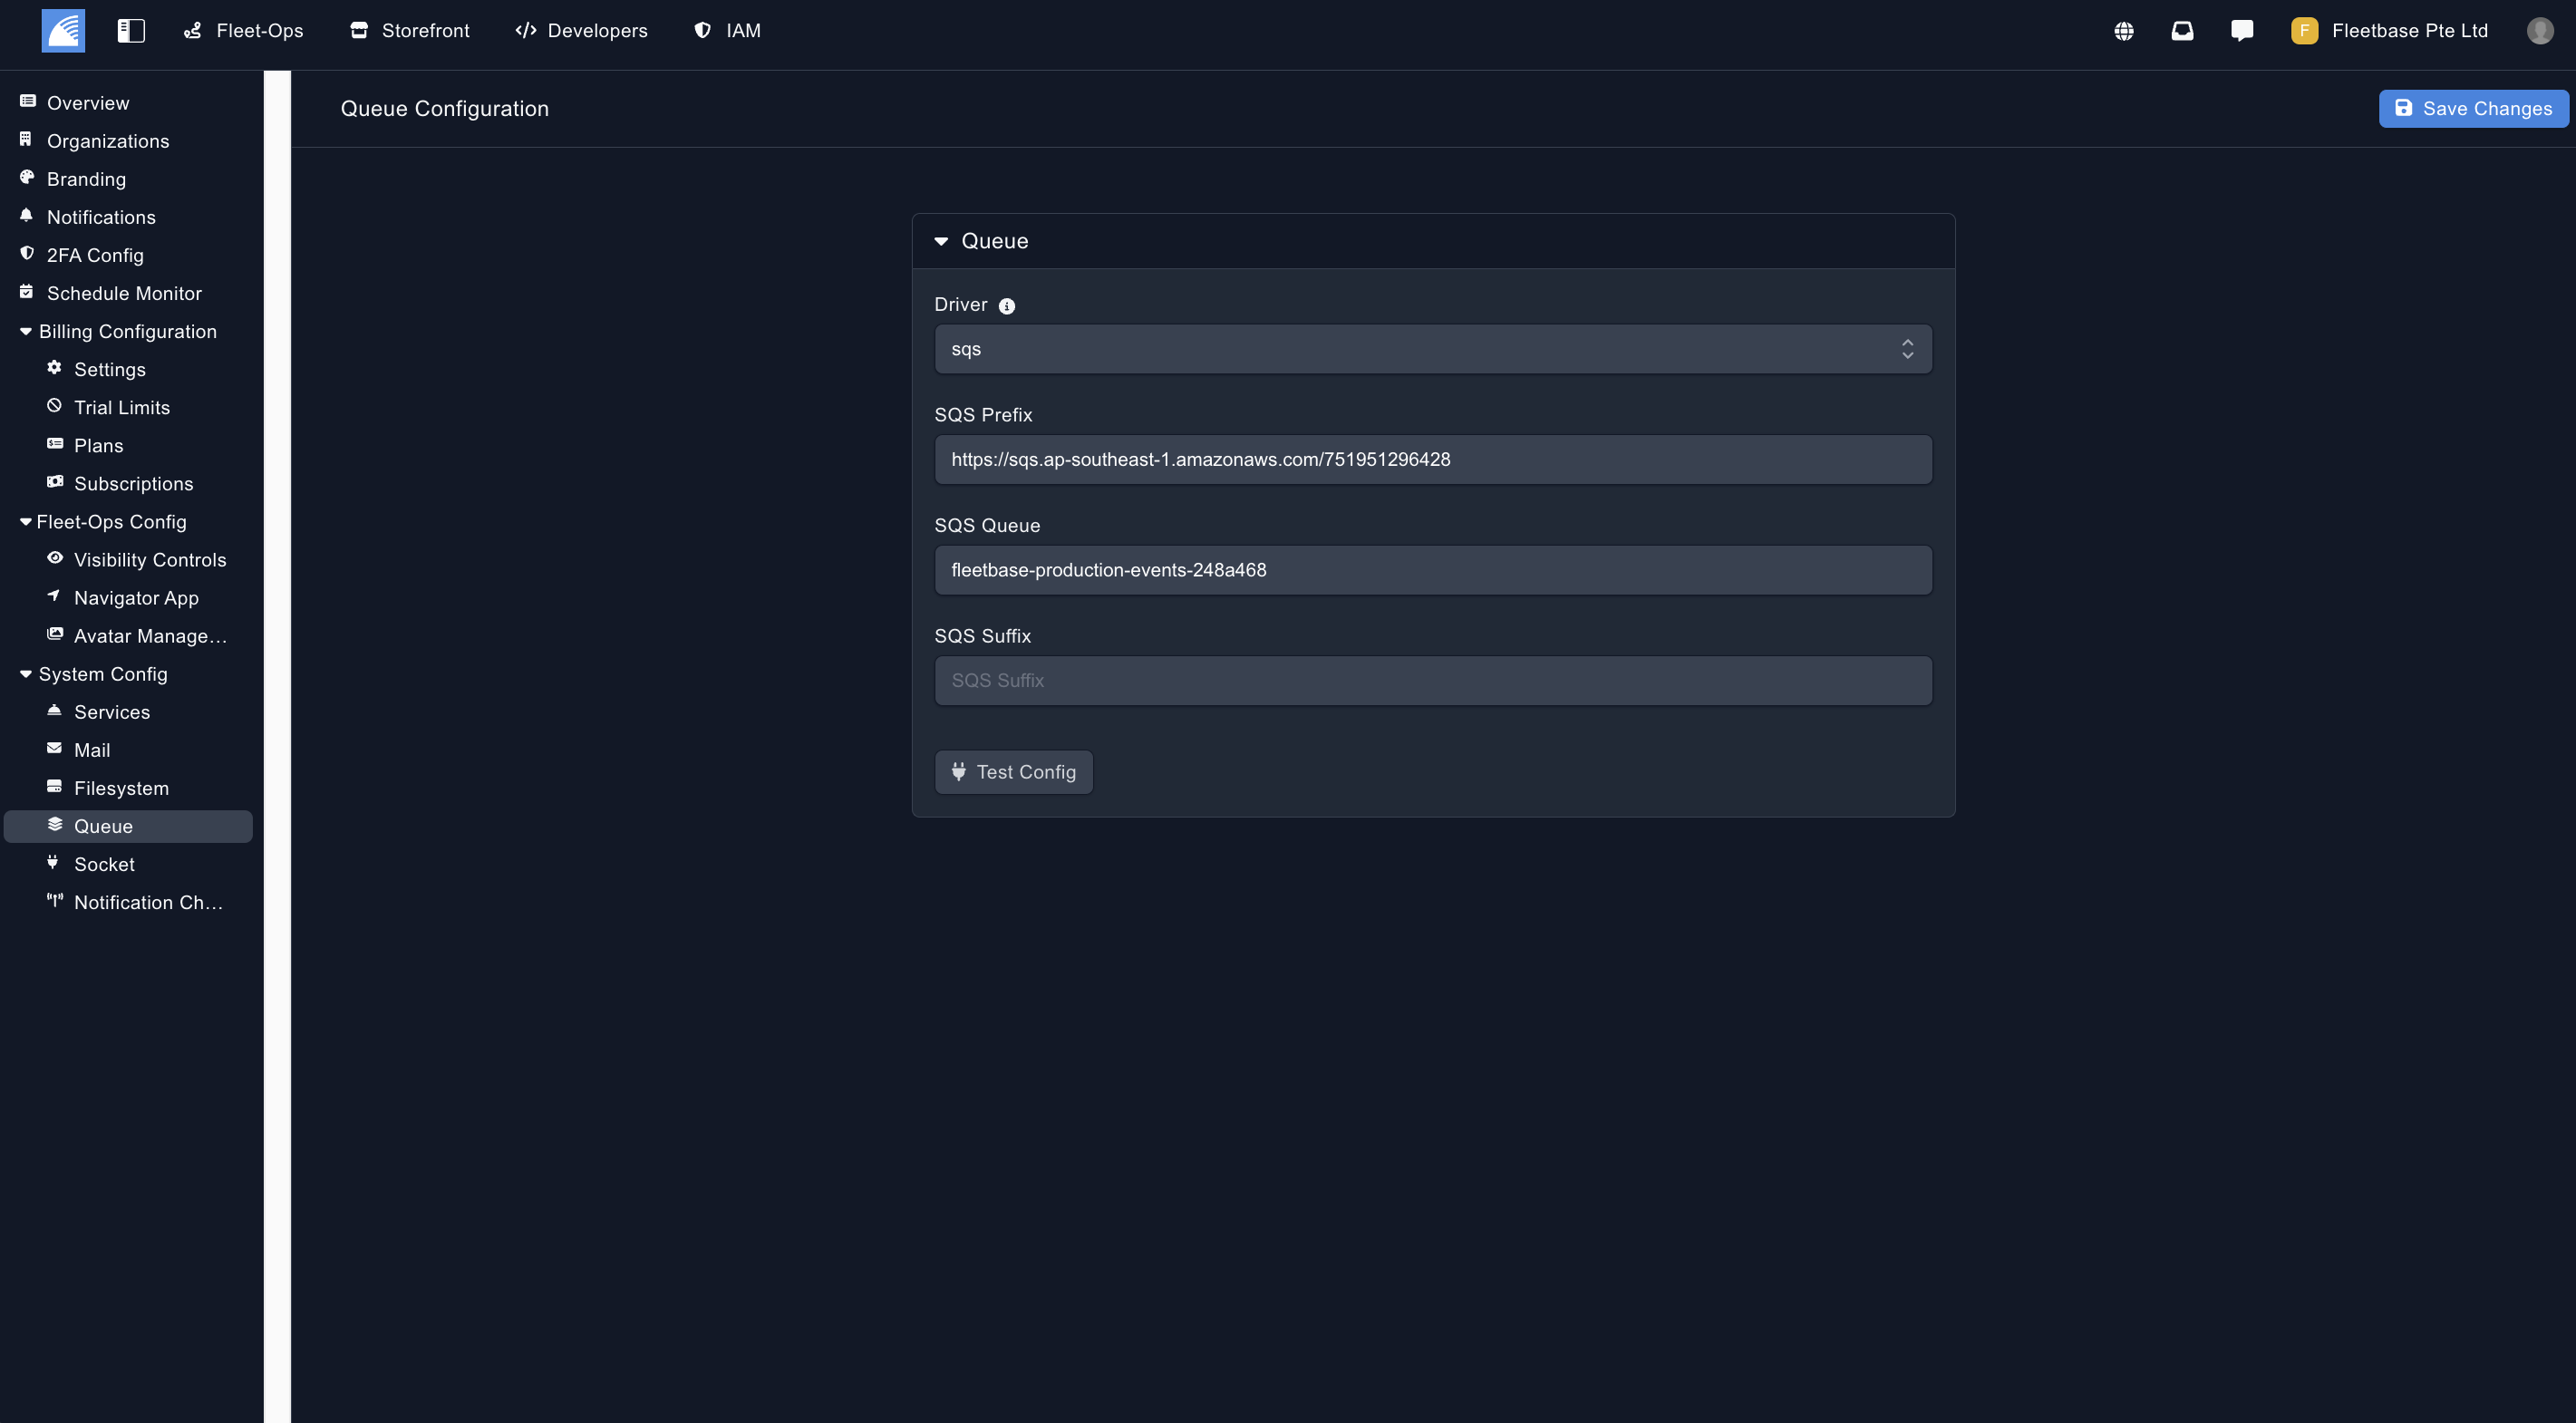 Fleet-Ops Storefront Developers IAM F Fleetbase Pte Ltd
Overview
Organizations
Branding
Notifications
2FA Config
Schedule Monitor
Billing Configuration
Settings
Trial Limits
Plans
Subscriptions
Fleet-Ops Config
Visibility Controls
Navigator App
Avatar Manage...
System Config
Services
Mail
Filesystem
Queue
Socket
Notification Ch...
Queue Configuration
Save Changes
Queue
Driver
sqs
SQS Prefix
https://sqs.ap-southeast-1.amazonaws.com/751951296428
SQS Queue
fleetbase-production-events-248a468
SQS Suffix
SQS Suffix
Test Config